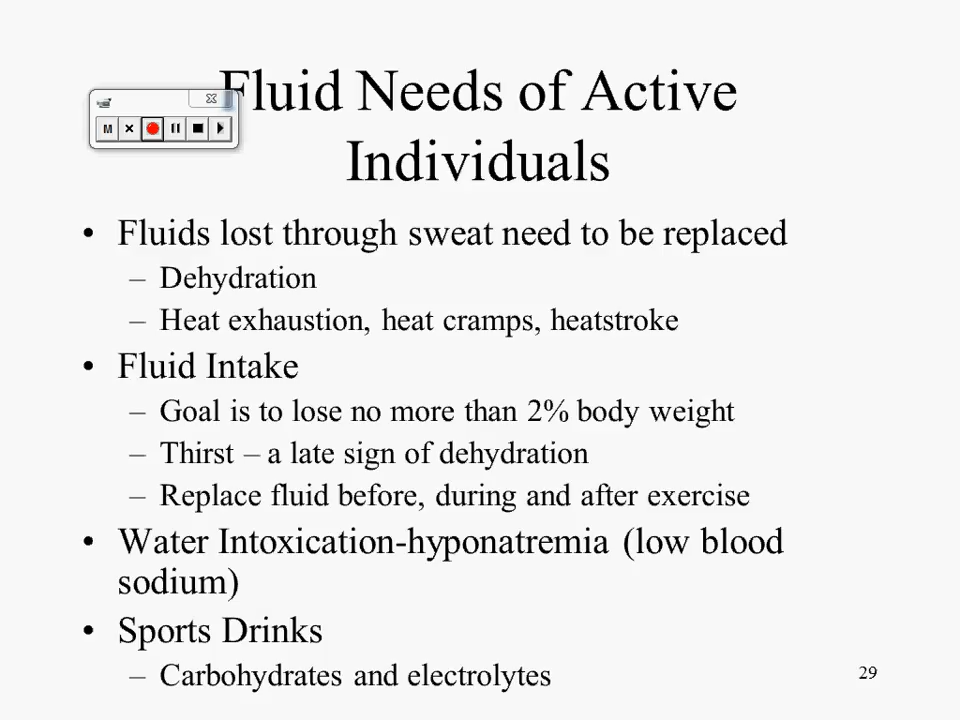 Fluid Needs of Active
Individuals
M
• Fluids lost through sweat need to be replaced
– Dehydration
– Heat exhaustion, heat cramps, heatstroke
• Fluid Intake
– Goal is to lose no more than 2% body weight
– Thirst – a late sign of dehydration
– Replace fluid before, during and after exercise
• Water Intoxication-hyponatremia (low blood
sodium)
• Sports Drinks
– Carbohydrates and electrolytes
29